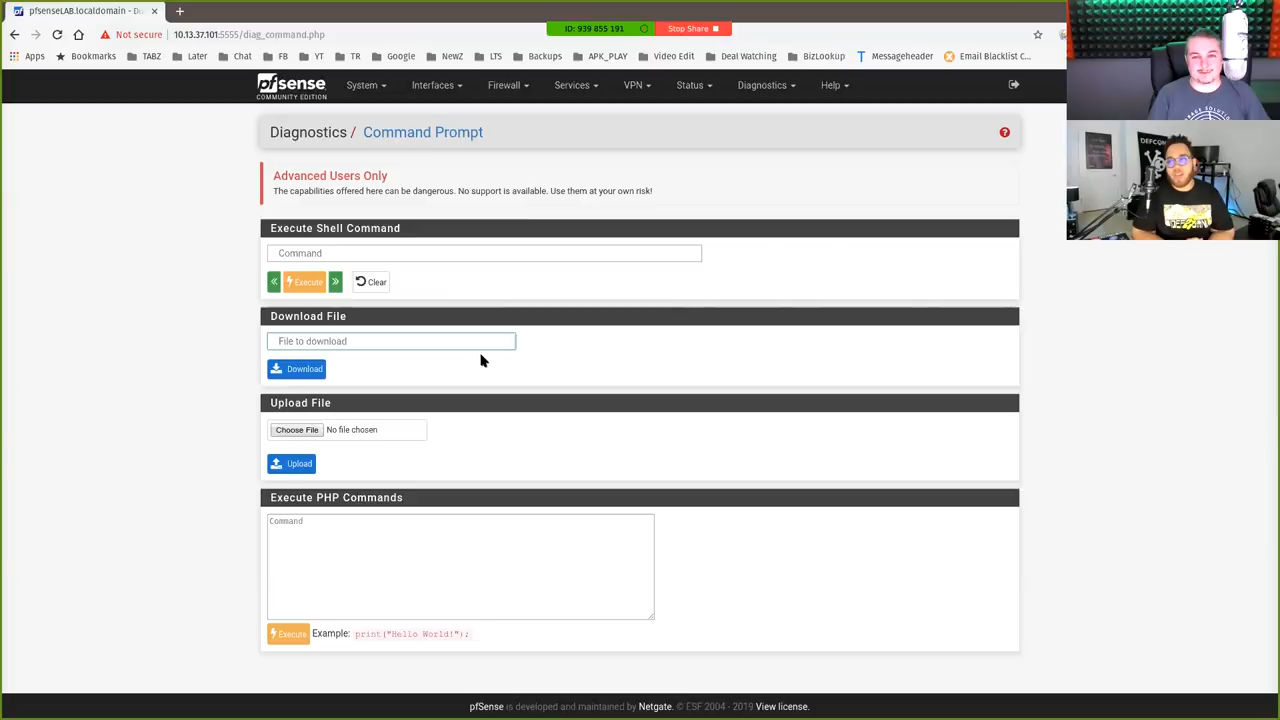 pfsenseLAB.localdomain - D
Not secure
10.13.37.101:5555/diag_command.php
ID: 939 855 191
Stop Share
Apps
Bookmarks
TABZ
Later
Chat
FB
YT
TR
Google
NewZ
LTS
Backups
APK_PLAY
Video Edit
Deal Watching
BizLookup
Messageheader
Email Blacklist C...
pfsense
COMMUNITY EDITION
System
Interfaces
Firewall
Services
VPN
Status
Diagnostics
Help
Diagnostics / Command Prompt
Advanced Users Only
The capabilities offered here can be dangerous. No support is available. Use them at your own risk!
Execute Shell Command
Command
Execute
Clear
Download File
File to download
Download
Upload File
Choose File No file chosen
Upload
Execute PHP Commands
Command
Execute Example: print("Hello World!");
pfSense is developed and maintained by Netgate. © ESF 2004 - 2019 View license.
DEFCON